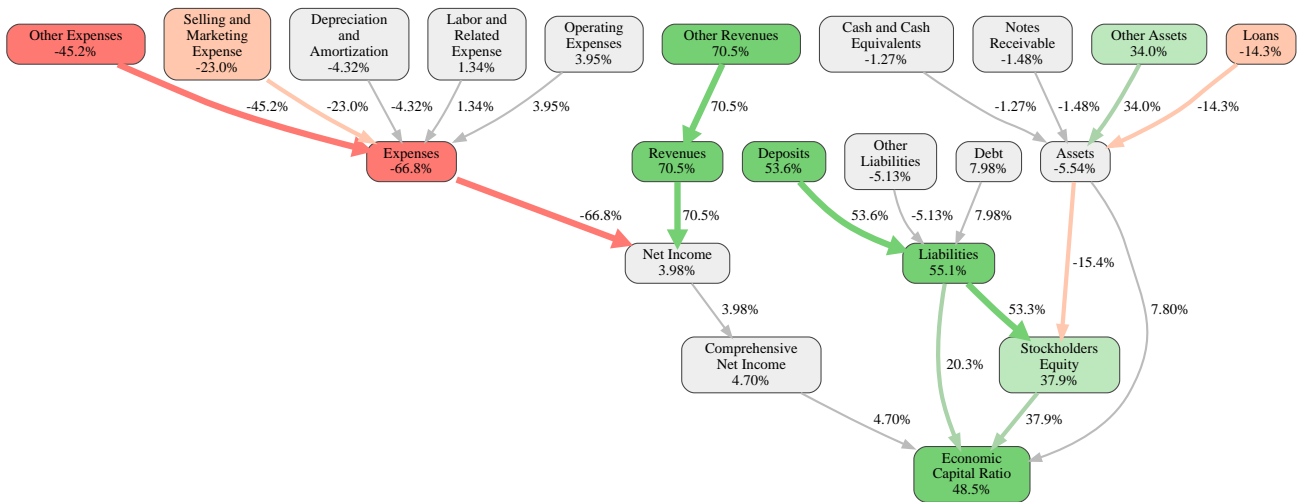 Other Expenses
-45.2%
Selling and
Marketing
Expense
-23.0%
Depreciation
and
Amortization
-4.32%
Labor and
Related
Expense
1.34%
Operating
Expenses
3.95%
Other Revenues
70.5%
Cash and Cash
Equivalents
-1.27%
Notes
Receivable
-1.48%
Other Assets
34.0%
Loans
-14.3%
-45.2%
-23.0%
-4.32%
1.34%
3.95%
70.5%
-1.27%
-1.48%
34.0%
-14.3%
Expenses
-66.8%
Revenues
70.5%
Deposits
53.6%
Other
Liabilities
-5.13%
Debt
7.98%
Assets
-5.54%
-66.8%
70.5%
53.6%
-5.13%
7.98%
Net Income
3.98%
Liabilities
55.1%
-15.4%
3.98%
53.3%
7.80%
Comprehensive
Net Income
4.70%
20.3%
Stockholders
Equity
37.9%
4.70%
37.9%
Economic
Capital Ratio
48.5%